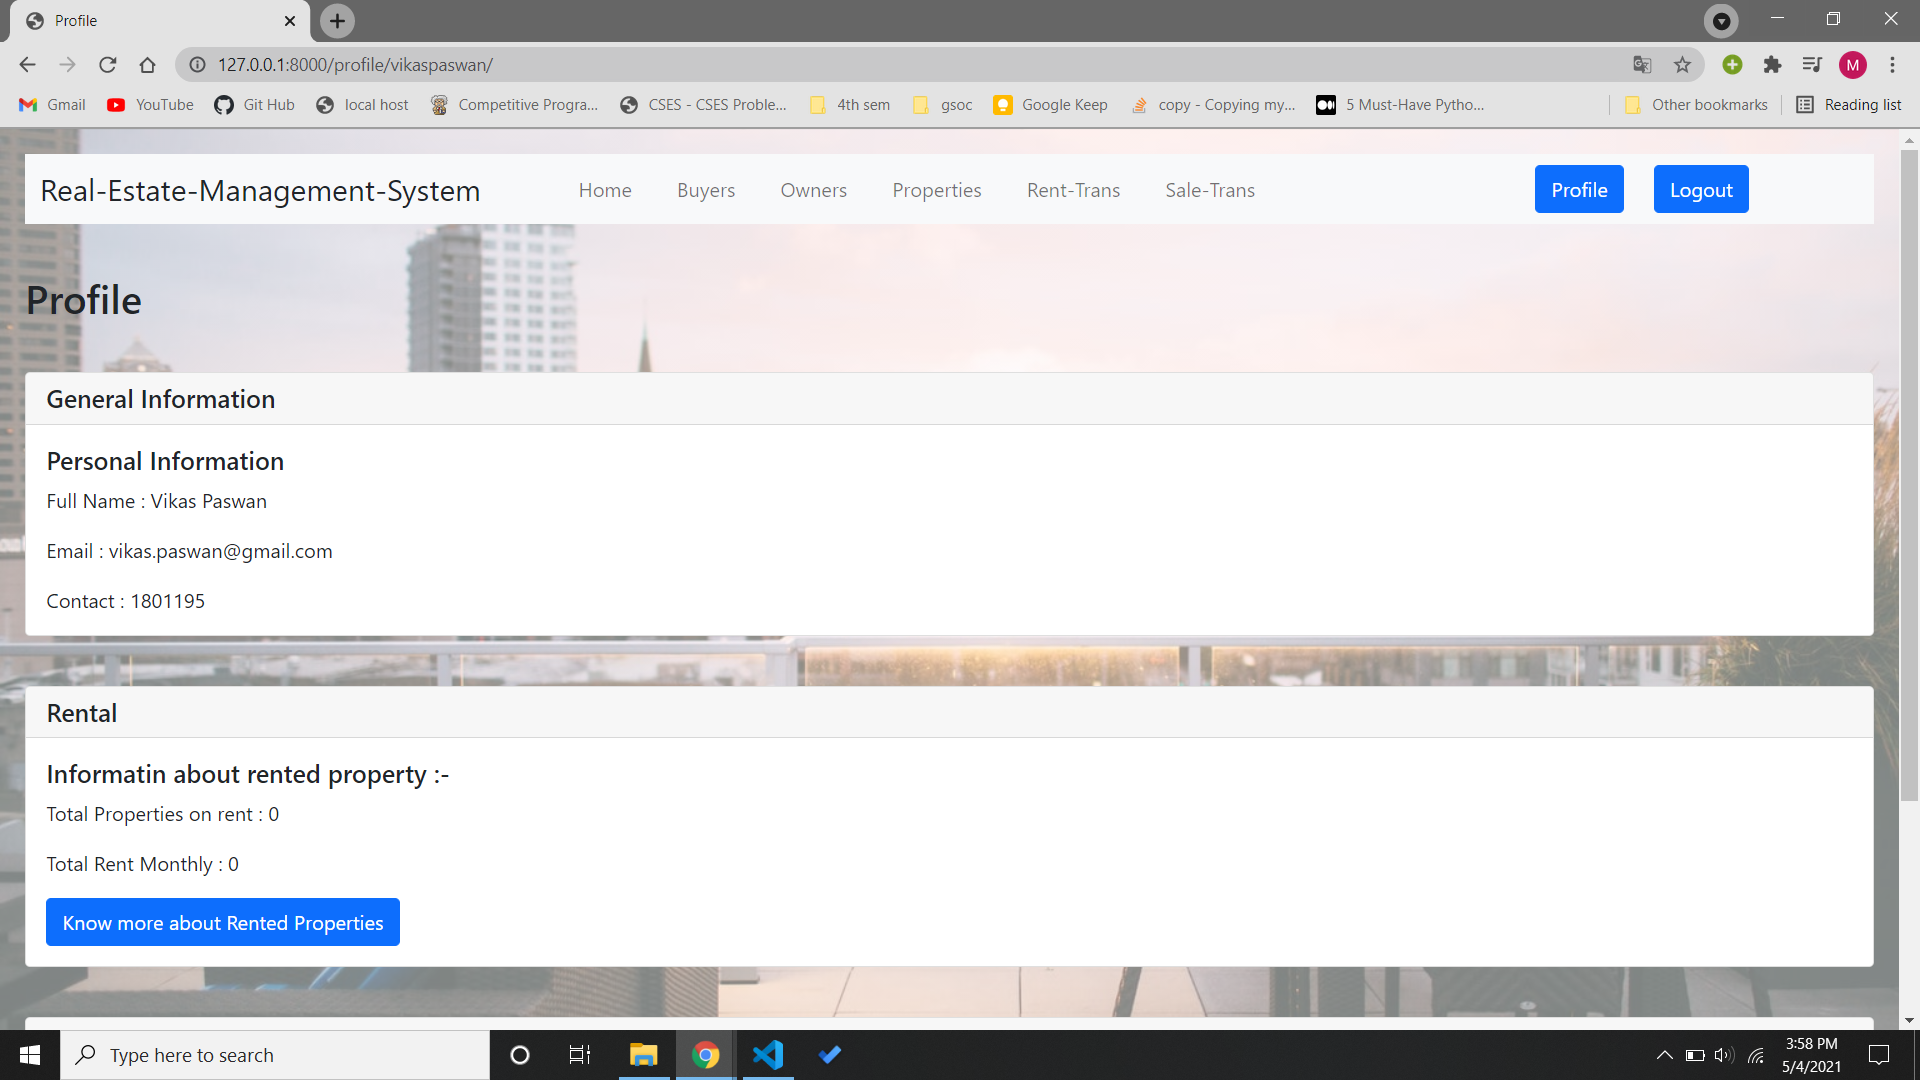 Profile
127.0.0.1:8000/profile/vikaspaswan/
M
Gmail YouTube Git Hub local host Competitive Progra... CSES - CSES Proble... 4th sem gsoc Google Keep copy - Copying my... 5 Must-Have Pytho... Other bookmarks Reading list
Real-Estate-Management-System Home Buyers Owners Properties Rent-Trans Sale-Trans Profile Logout
Profile
General Information
Personal Information
Full Name : Vikas Paswan
Email : vikas.paswan@gmail.com
Contact : 1801195
Rental
Informatin about rented property :-
Total Properties on rent : 0
Total Rent Monthly : 0
Know more about Rented Properties
Type here to search
3:58 PM
5/4/2021